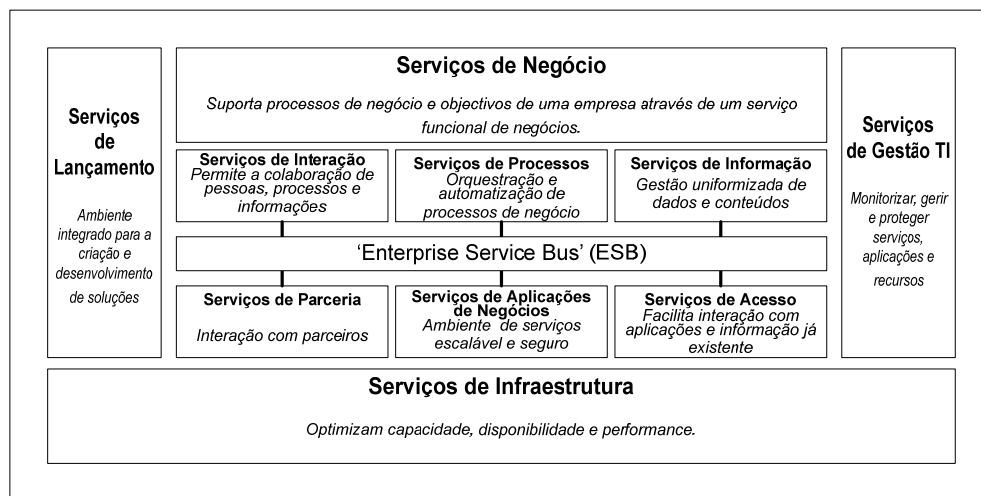 Serviços
de
Lançamento
Ambiente
integrado para a
criação e
desenvolvimento
de soluções
Serviços de Negócio
Suporta processos de negócio e objectivos de uma empresa através de um serviço
funcional de negócios.
Serviços de Interação
Permite a colaboração de
pessoas, processos e
informações
Serviços de Processos
Orquestração e
automatização de
processos de negócio
Serviços de Informação
Gestão uniformizada de
dados e conteúdos
'Enterprise Service Bus' (ESB)
Serviços de Parceria
Interação com parceiros
Serviços de Aplicações
de Negócios
Ambiente de serviços
escalável e seguro
Serviços de Acesso
Facilita interação com
aplicações e informação já
existente
Serviços
de Gestão TI
Monitorizar, gerir
e proteger
serviços,
aplicações e
recursos
Serviços de Infraestrutura
Optimizam capacidade, disponibilidade e performance.